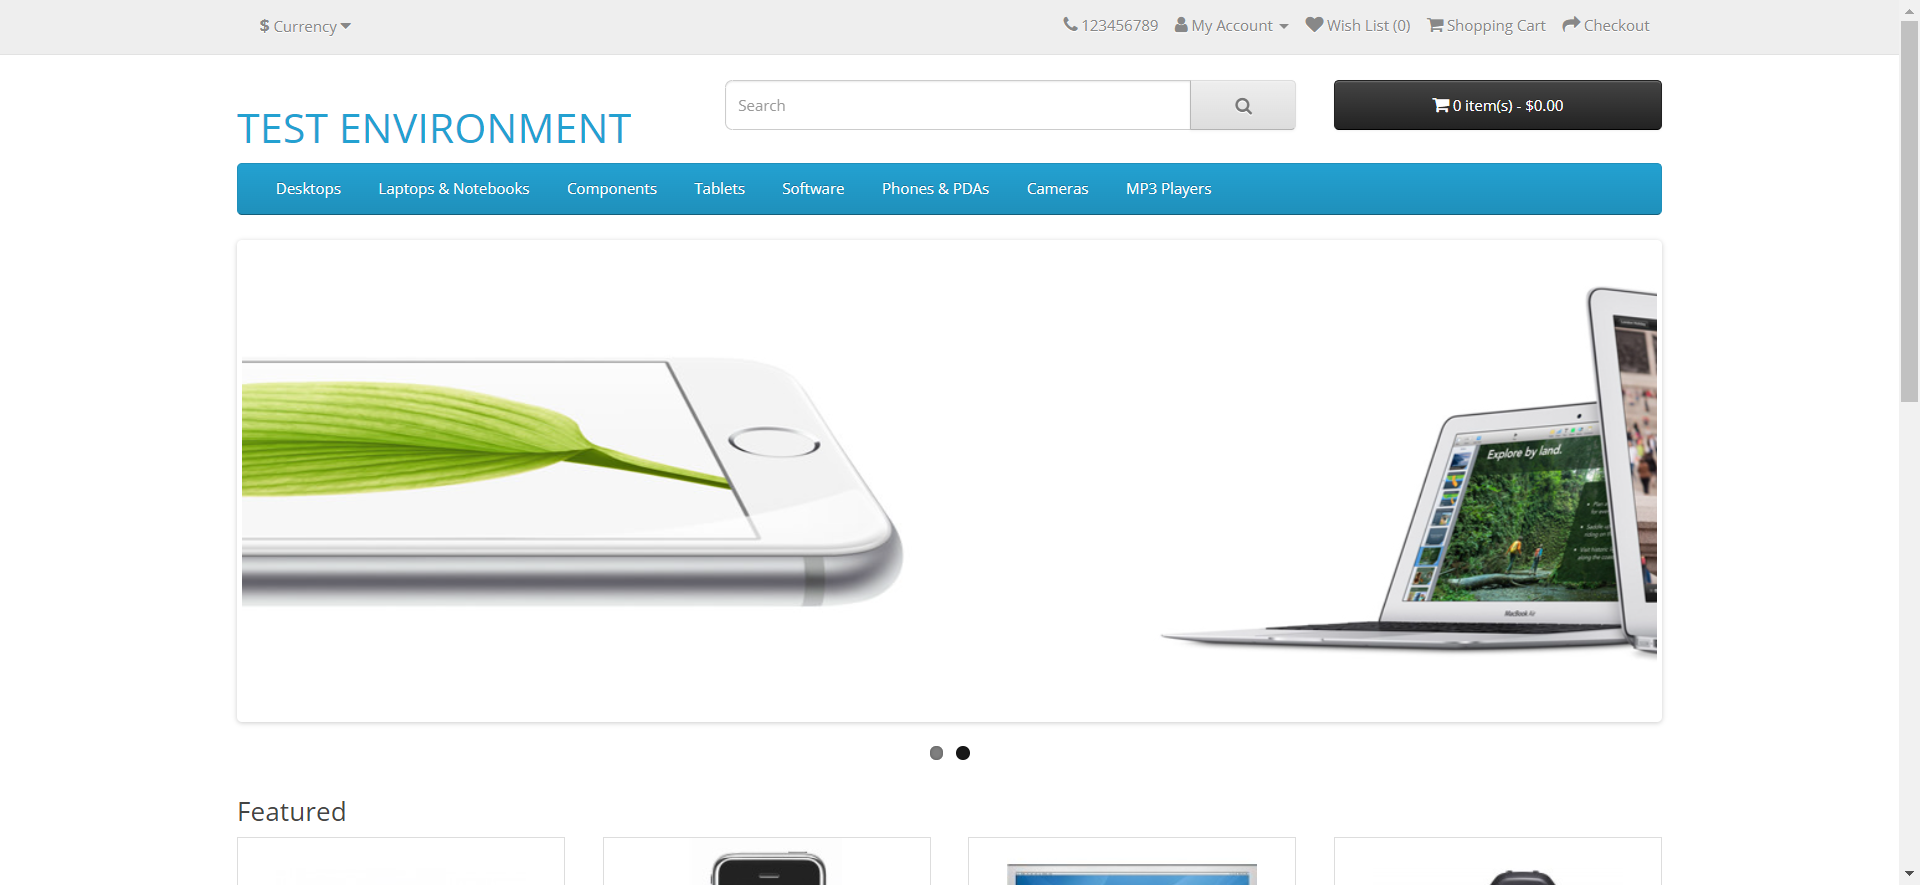 $ Currency
123456789 My Account Wish List (0) Shopping Cart Checkout
TEST ENVIRONMENT
Search
0 item(s) - $0.00
Desktops Laptops & Notebooks Components Tablets Software Phones & PDAs Cameras MP3 Players
Explore by land.
MacBook Air
Featured